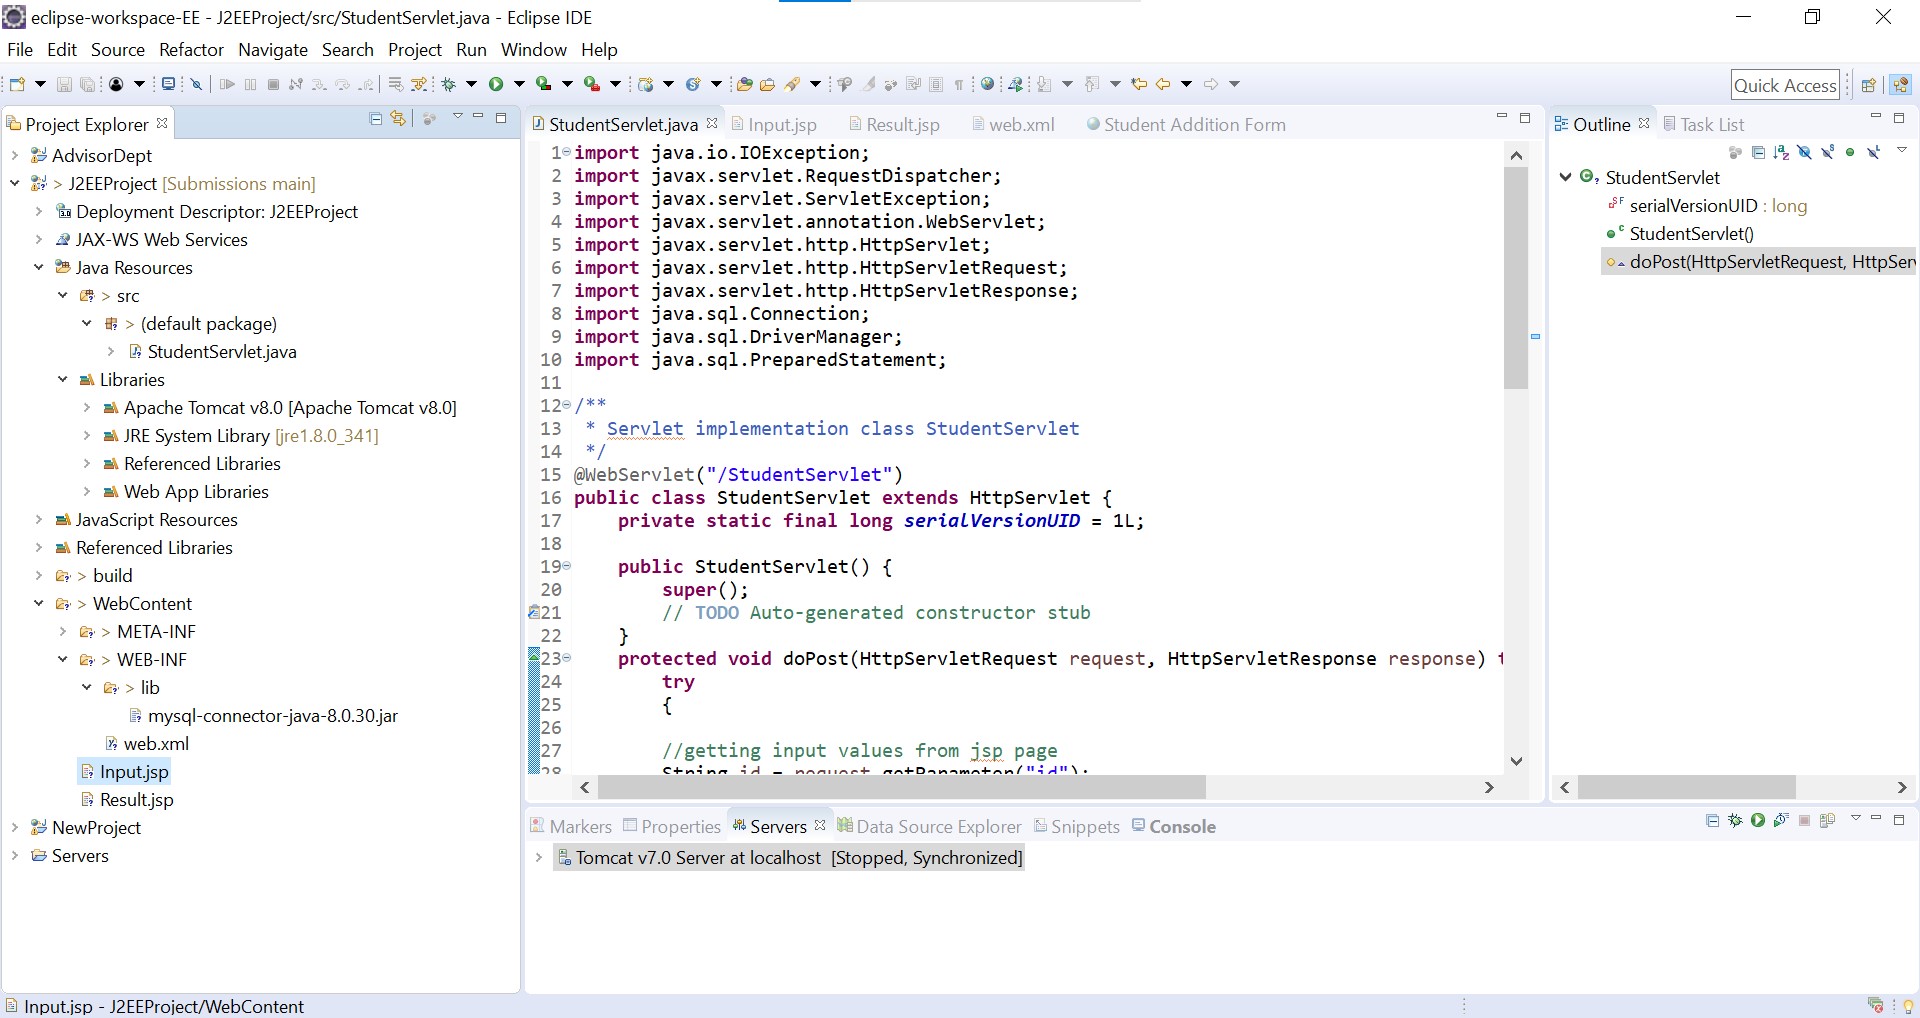 eclipse-workspace-EE - J2EEProject/src/StudentServlet.java - Eclipse IDE
File Edit Source Refactor Navigate Search Project Run Window Help
Quick Access
Project Explorer
AdvisorDept
> J2EEProject [Submissions main]
Deployment Descriptor: J2EEProject
JAX-WS Web Services
Java Resources
> src
> (default package)
StudentServlet.java
Libraries
Apache Tomcat v8.0 [Apache Tomcat v8.0]
JRE System Library [jre1.8.0_341]
Referenced Libraries
Web App Libraries
JavaScript Resources
Referenced Libraries
> build
> WebContent
> META-INF
> WEB-INF
> lib
mysql-connector-java-8.0.30.jar
web.xml
Input.jsp
Result.jsp
NewProject
Servers
StudentServlet.java Input.jsp Result.jsp web.xml Student Addition Form
1 import java.io.IOException;
2 import javax.servlet.RequestDispatcher;
3 import javax.servlet.ServletException;
4 import javax.servlet.annotation.WebServlet;
5 import javax.servlet.http.HttpServlet;
6 import javax.servlet.http.HttpServletRequest;
7 import javax.servlet.http.HttpServletResponse;
8 import java.sql.Connection;
9 import java.sql.DriverManager;
10 import java.sql.PreparedStatement;
11
12 /**
13 * Servlet implementation class StudentServlet
14 */
15 @WebServlet("/StudentServlet")
16 public class StudentServlet extends HttpServlet {
17 private static final long serialVersionUID = 1L;
18
19 public StudentServlet() {
20 super();
21 // TODO Auto-generated constructor stub
22 }
23 protected void doPost(HttpServletRequest request, HttpServletResponse response) t
24 try
25 {
26
27 //getting input values from jsp page
28 String id = request.getParameter("id");
Outline Task List
StudentServlet
serialVersionUID : long
StudentServlet()
doPost(HttpServletRequest, HttpSer
Markers Properties Servers Data Source Explorer Snippets Console
Tomcat v7.0 Server at localhost [Stopped, Synchronized]
Input.jsp - J2EEProject/WebContent